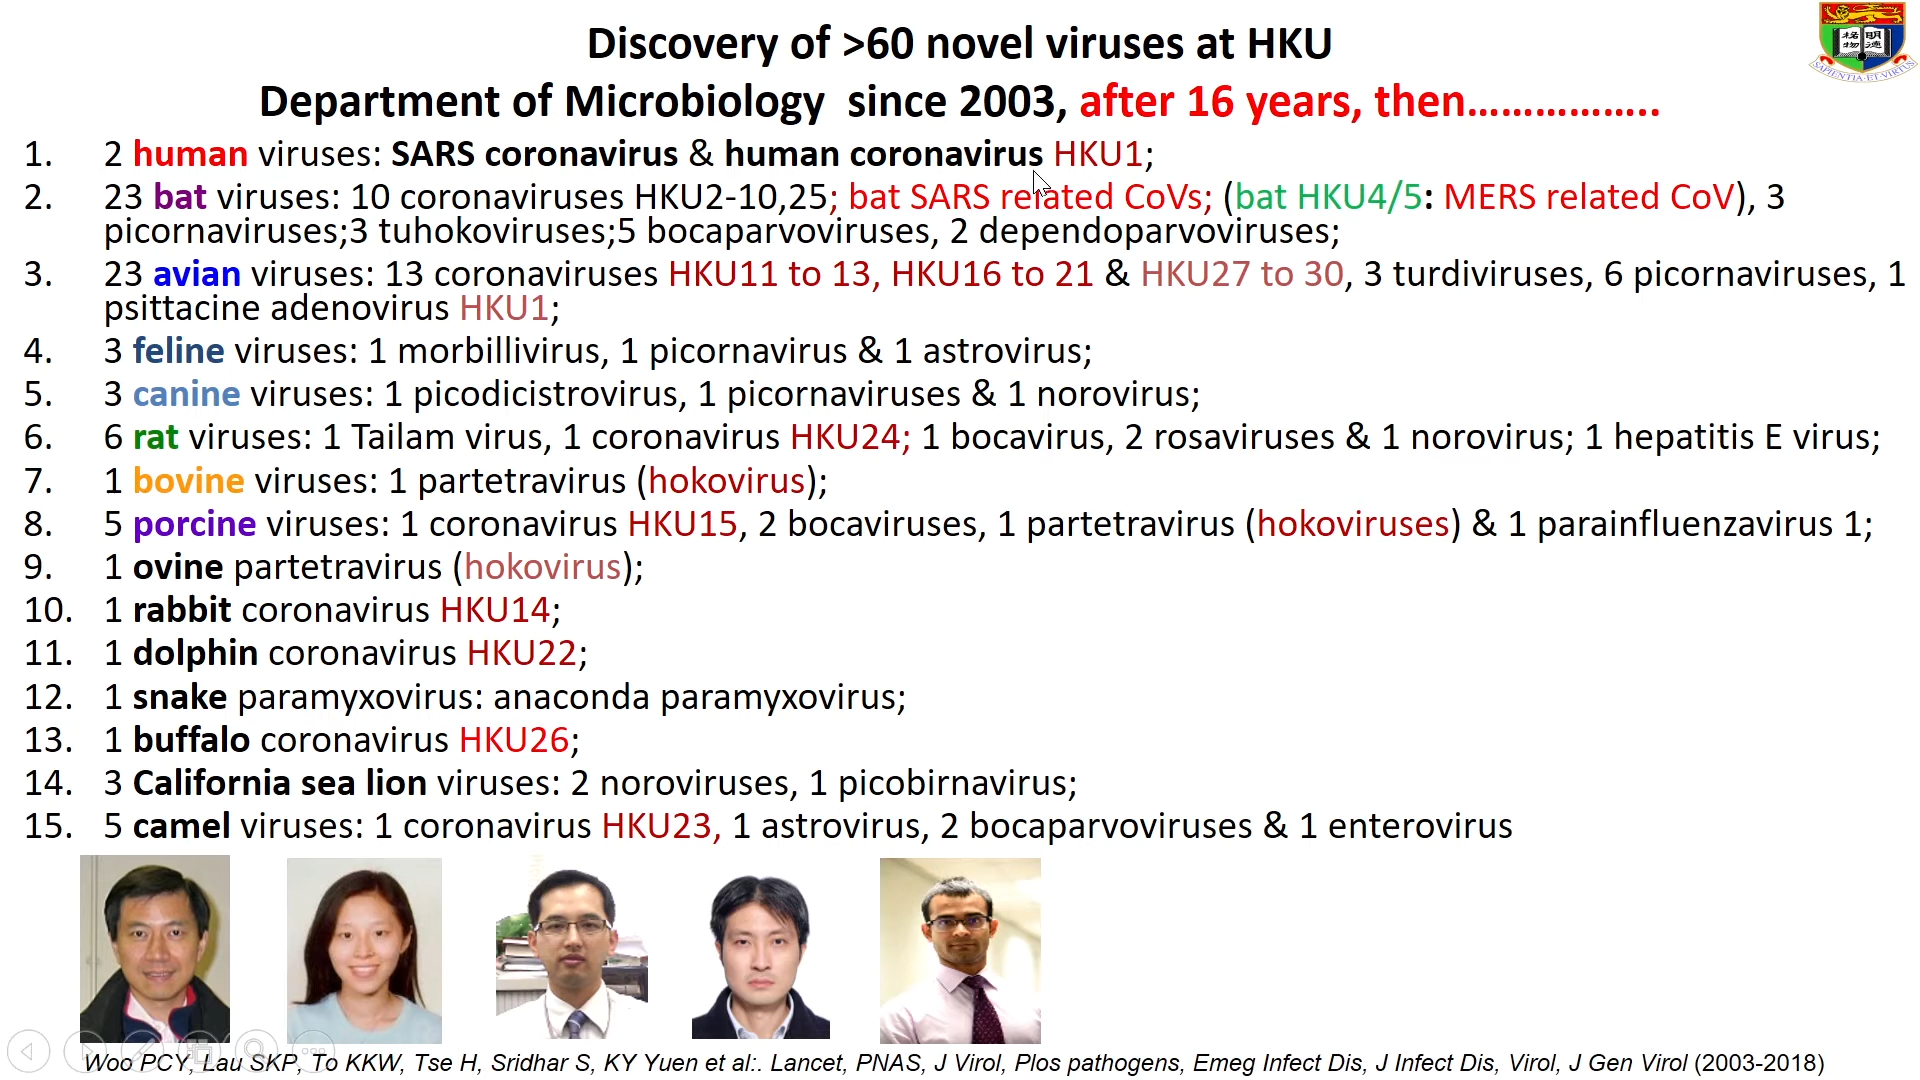 Discovery of >60 novel viruses at HKU
Department of Microbiology since 2003, after 16 years, then……………..
格物 明德
SAPIENTIA·ET·VIRTUS
1. 2 human viruses: SARS coronavirus & human coronavirus HKU1;
2. 23 bat viruses: 10 coronaviruses HKU2-10,25; bat SARS related CoVs; (bat HKU4/5: MERS related CoV), 3
picornaviruses;3 tuhokoviruses;5 bocaparvoviruses, 2 dependoparvoviruses;
3. 23 avian viruses: 13 coronaviruses HKU11 to 13, HKU16 to 21 & HKU27 to 30, 3 turdiviruses, 6 picornaviruses, 1
psittacine adenovirus HKU1;
4. 3 feline viruses: 1 morbillivirus, 1 picornavirus & 1 astrovirus;
5. 3 canine viruses: 1 picodicistrovirus, 1 picornaviruses & 1 norovirus;
6. 6 rat viruses: 1 Tailam virus, 1 coronavirus HKU24; 1 bocavirus, 2 rosaviruses & 1 norovirus; 1 hepatitis E virus;
7. 1 bovine viruses: 1 partetravirus (hokovirus);
8. 5 porcine viruses: 1 coronavirus HKU15, 2 bocaviruses, 1 partetravirus (hokoviruses) & 1 parainfluenzavirus 1;
9. 1 ovine partetravirus (hokovirus);
10. 1 rabbit coronavirus HKU14;
11. 1 dolphin coronavirus HKU22;
12. 1 snake paramyxovirus: anaconda paramyxovirus;
13. 1 buffalo coronavirus HKU26;
14. 3 California sea lion viruses: 2 noroviruses, 1 picobirnavirus;
15. 5 camel viruses: 1 coronavirus HKU23, 1 astrovirus, 2 bocaparvoviruses & 1 enterovirus
Woo PCY, Lau SKP, To KKW, Tse H, Sridhar S, KY Yuen et al:. Lancet, PNAS, J Virol, Plos pathogens, Emeg Infect Dis, J Infect Dis, Virol, J Gen Virol (2003-2018)